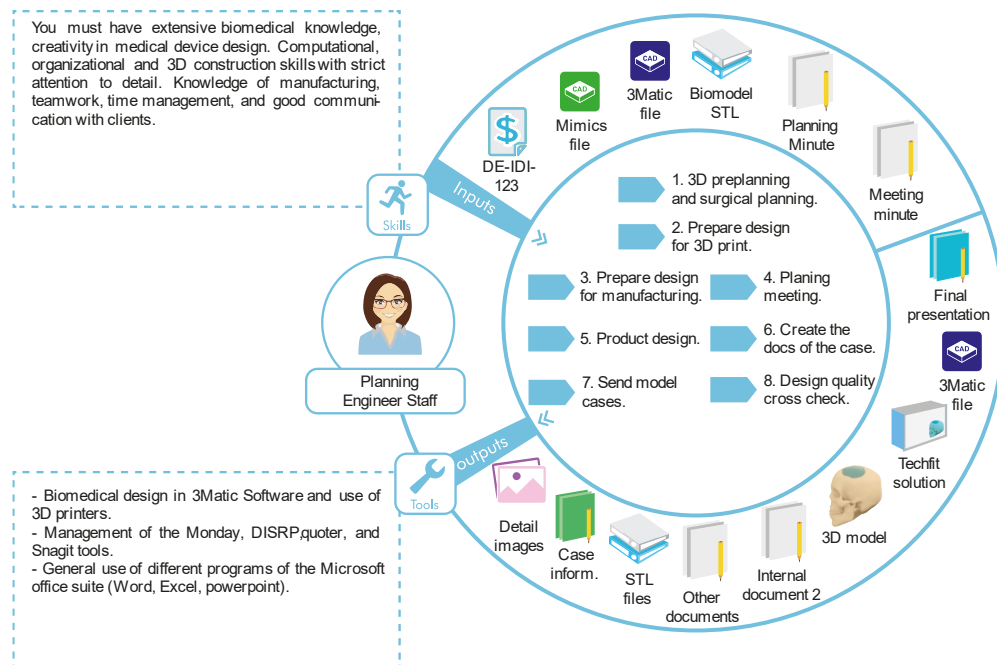 You must have extensive biomedical knowledge,
creativity in medical device design. Computational,
organizational and 3D construction skills with strict
attention to detail. Knowledge of manufacturing,
teamwork, time management, and good communi-
cation with clients.
Skills
Inputs
DE-IDI-
123
CAD
Mimics
file
CAD
3Matic
file
Biomodel
STL
Planning
Minute
Meeting
minute
1. 3D preplanning
and surgical planning.
2. Prepare design
for 3D print.
3. Prepare design
for manufacturing.
4. Planing
meeting.
5. Product design.
6. Create the
docs of the case.
7. Send model
cases.
8. Design quality
cross check.
Planning
Engineer Staff
Final
presentation
CAD
3Matic
file
Techfit
solution
3D model
Internal
document 2
Other
documents
STL
files
Case
inform.
Detail
images
outputs
Tools
- Biomedical design in 3Matic Software and use of
3D printers.
- Management of the Monday, DISRP,quoter, and
Snagit tools.
- General use of different programs of the Microsoft
office suite (Word, Excel, powerpoint).